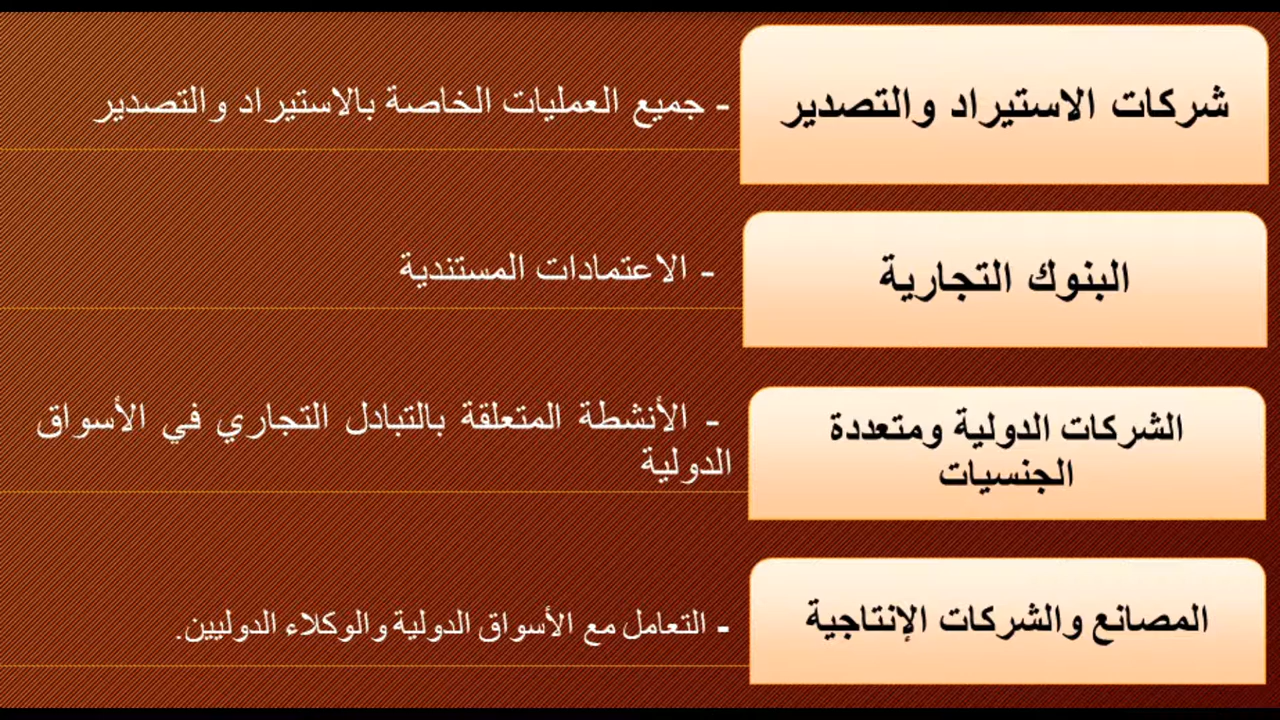 شركات الاستيراد والتصدير
- جميع العمليات الخاصة بالاستيراد والتصدير
البنوك التجارية
- الاعتمادات المستندية
الشركات الدولية ومتعددة
الجنسيات
- الأنشطة المتعلقة بالتبادل التجاري في الأسواق
الدولية
المصانع والشركات الإنتاجية
- التعامل مع الأسواق الدولية والوكلاء الدوليين.